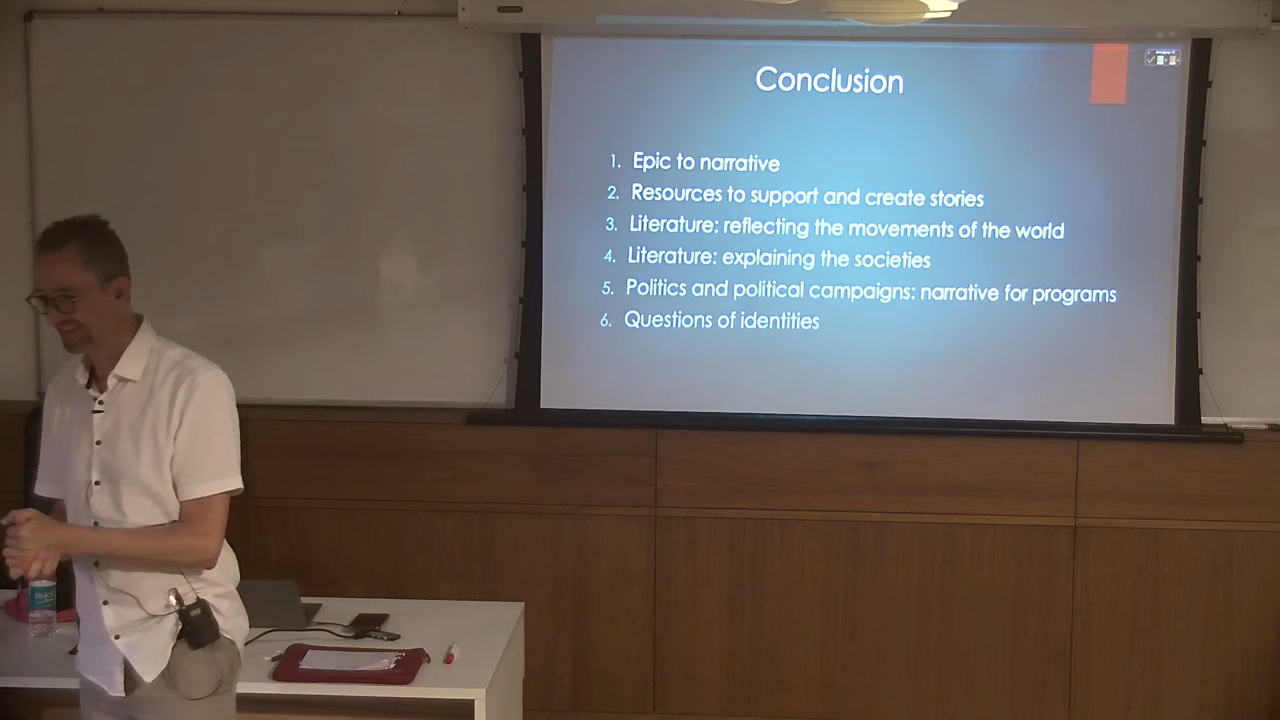 Conclusion
1. Epic to narrative
2. Resources to support and create stories
3. Literature: reflecting the movements of the world
4. Literature: explaining the societies
5. Politics and political campaigns: narrative for programs
6. Questions of identities